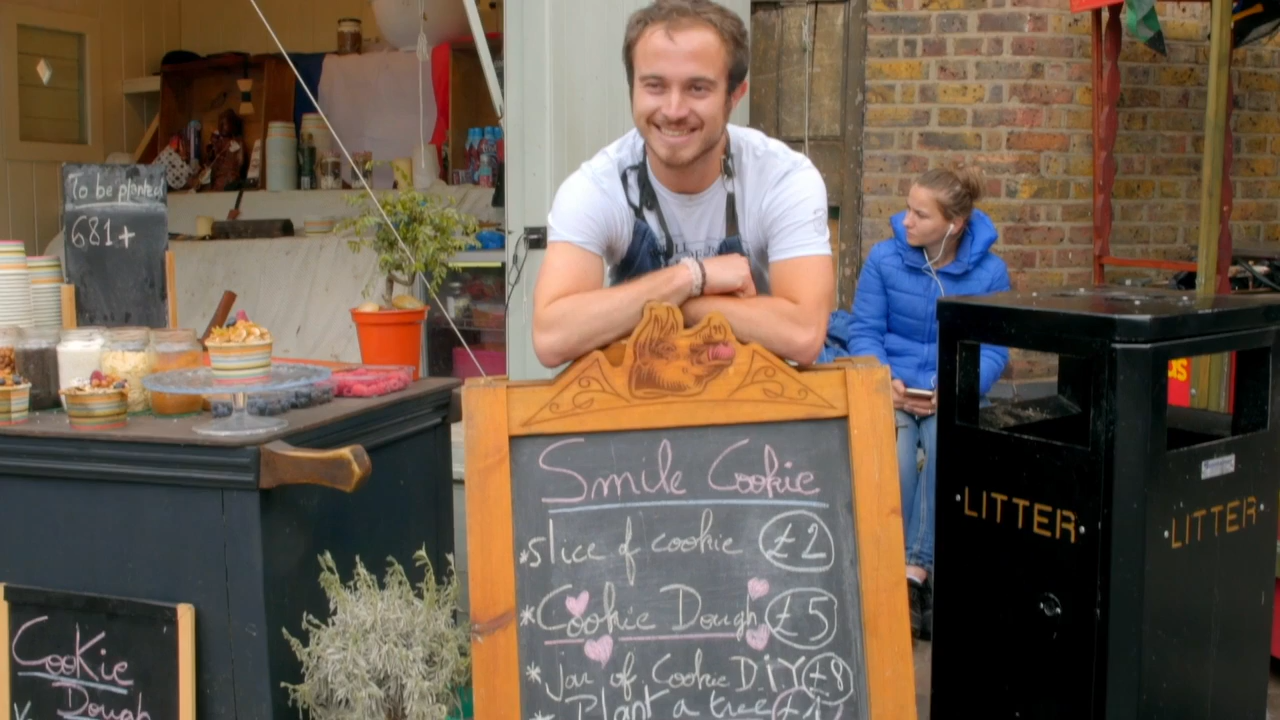 To be planted
681+
Smile Cookie
*slice of cookie £2
*Cookie Dough £5
*Jar of Cookie DiY £8
*Plant a tree
LITTER
LITTER
Cookie
Dough